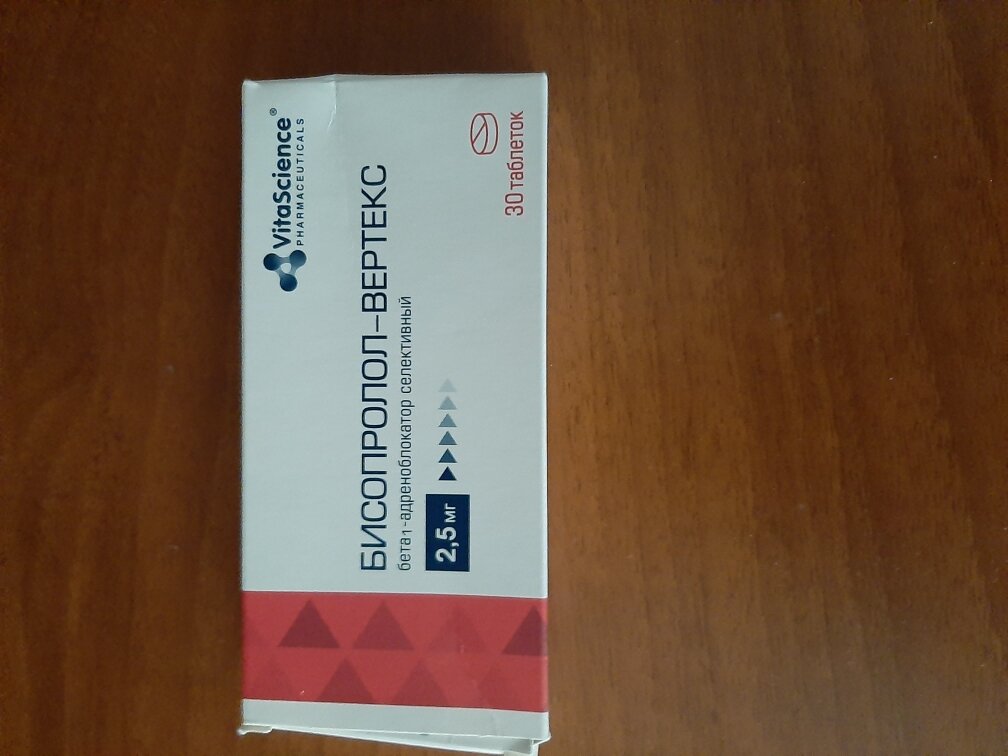 VitaScience®
PHARMACEUTICALS
БИСОПРОЛОЛ–ВЕРТЕКС
бета1-адреноблокатор селективный
2,5 мг
30 таблеток